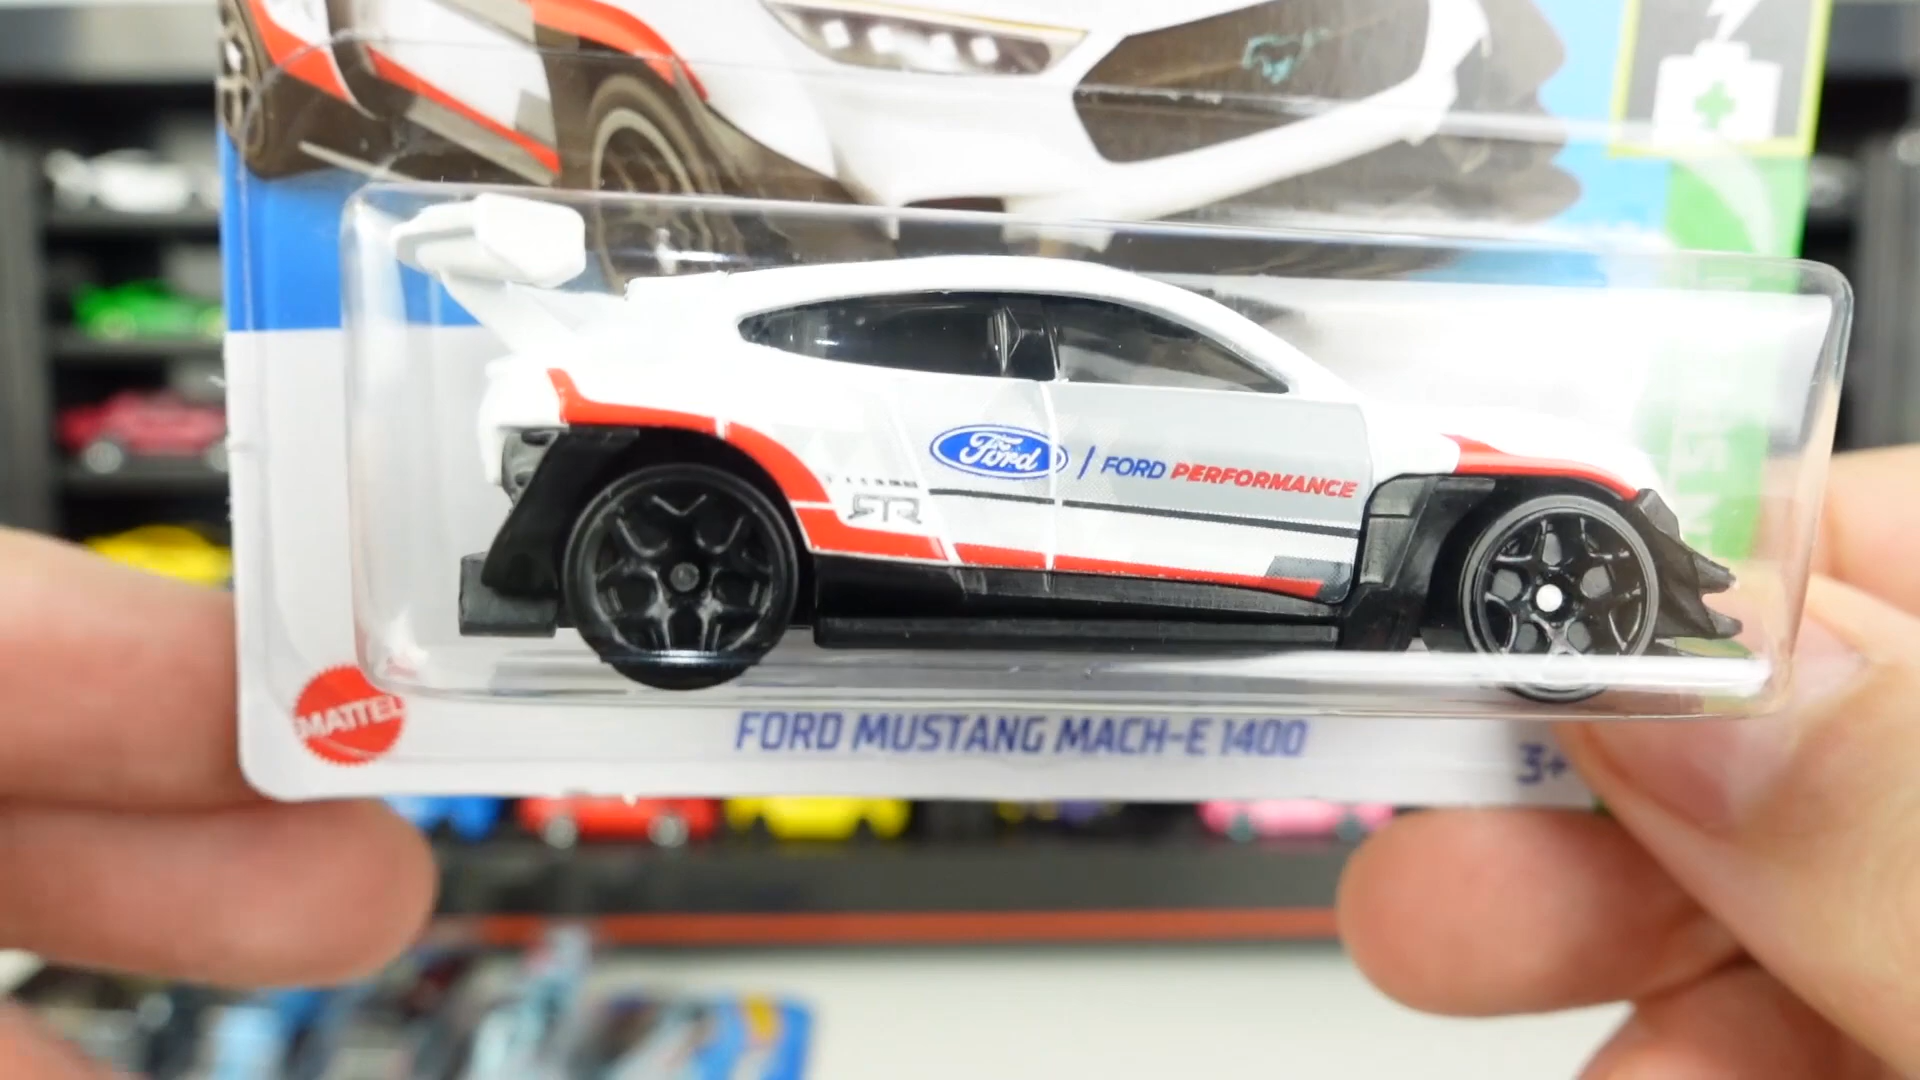 Ford / FORD PERFORMANCE
RTR
MATTEL
FORD MUSTANG MACH-E 1400
3+